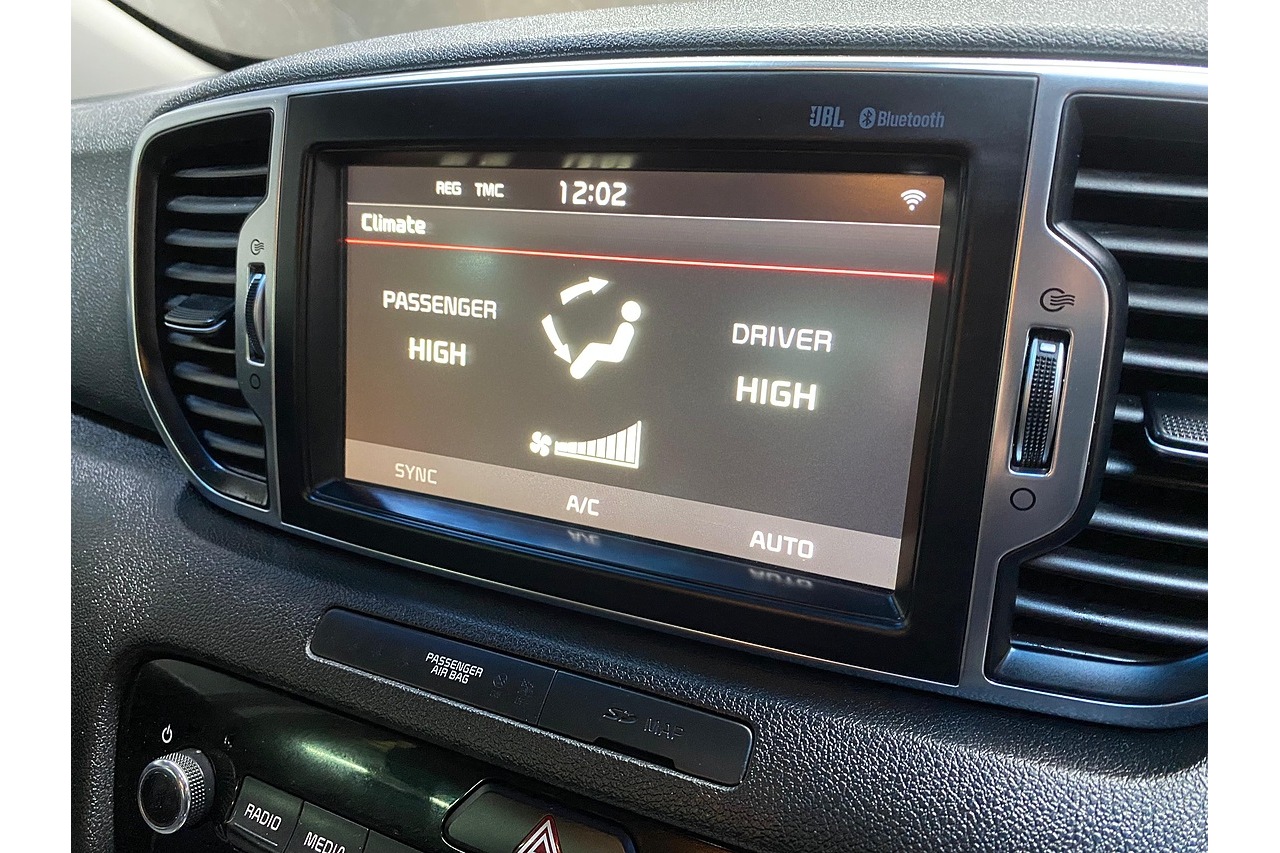 JBL Bluetooth
REG TMC 12:02
Climate
PASSENGER
HIGH
DRIVER
HIGH
SYNC
A/C
AUTO
PASSENGER
AIR BAG
SD MAP
RADIO
MEDIA